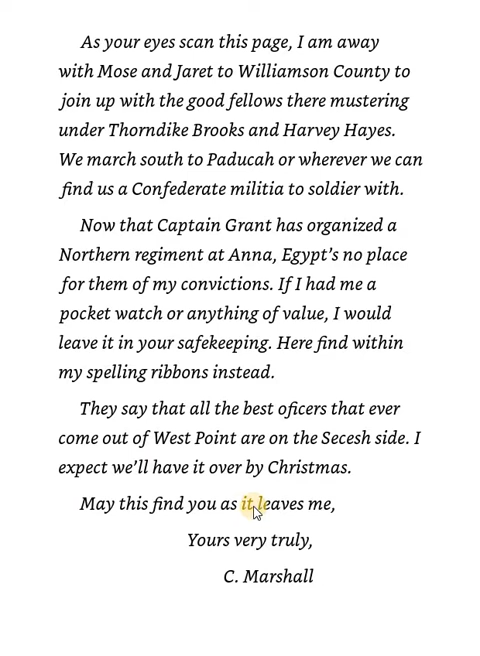 As your eyes scan this page, I am away
with Mose and Jaret to Williamson County to
join up with the good fellows there mustering
under Thorndike Brooks and Harvey Hayes.
We march south to Paducah or wherever we can
find us a Confederate militia to soldier with.
Now that Captain Grant has organized a
Northern regiment at Anna, Egypt’s no place
for them of my convictions. If I had me a
pocket watch or anything of value, I would
leave it in your safekeeping. Here find within
my spelling ribbons instead.
They say that all the best oficers that ever
come out of West Point are on the Secesh side. I
expect we’ll have it over by Christmas.
May this find you as it leaves me,
Yours very truly,
C. Marshall